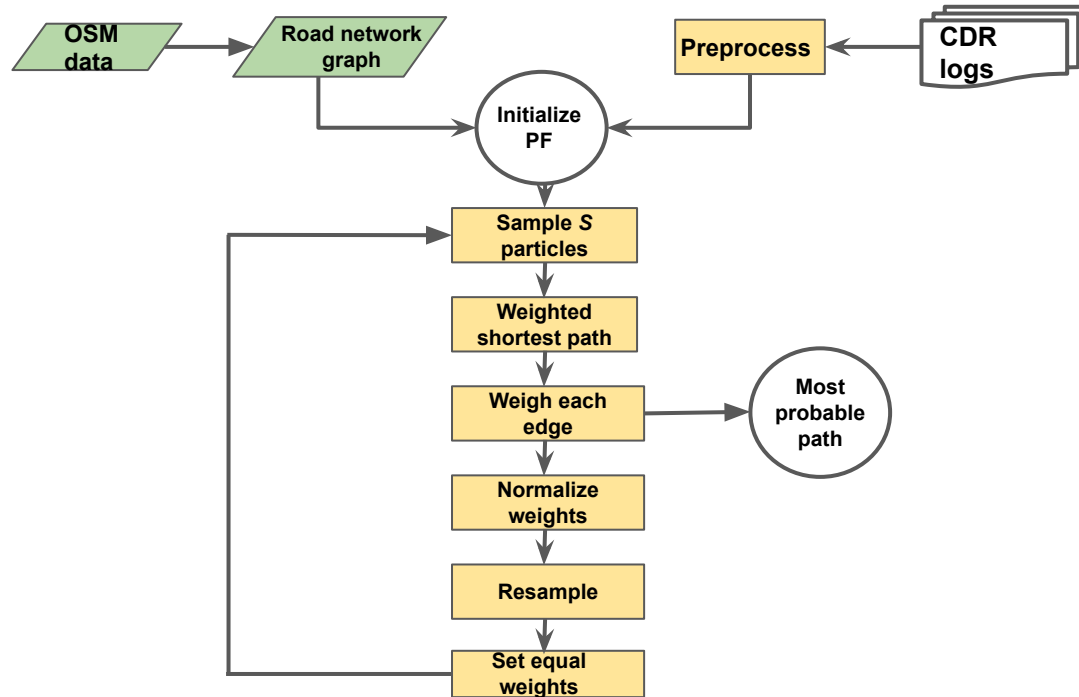 OSM
data
Road network
graph
Preprocess
CDR
logs
Initialize
PF
Sample S
particles
Weighted
shortest path
Weigh each
edge
Most
probable
path
Normalize
weights
Resample
Set equal
weights